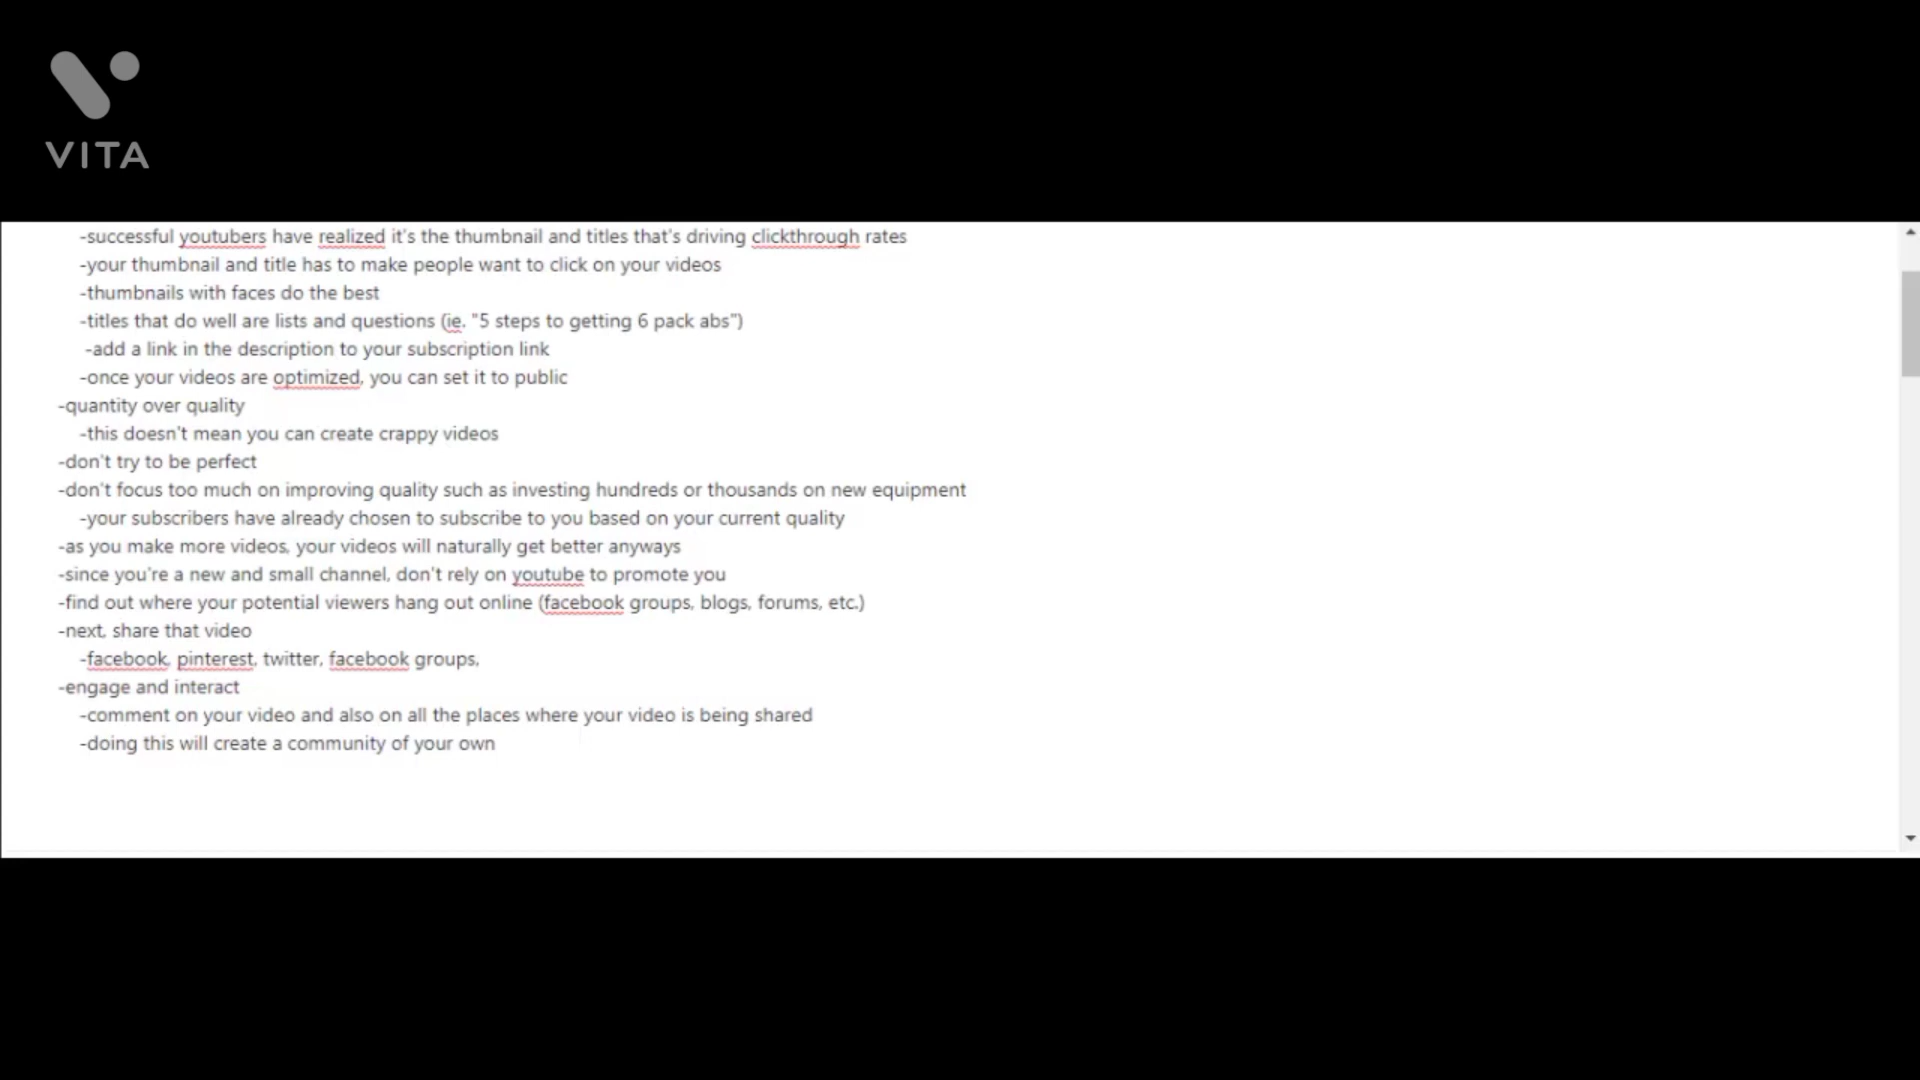 VITA
-successful youtubers have realized it's the thumbnail and titles that's driving clickthrough rates
-your thumbnail and title has to make people want to click on your videos
-thumbnails with faces do the best
-titles that do well are lists and questions (ie. "5 steps to getting 6 pack abs")
-add a link in the description to your subscription link
-once your videos are optimized, you can set it to public
-quantity over quality
-this doesn't mean you can create crappy videos
-don't try to be perfect
-don't focus too much on improving quality such as investing hundreds or thousands on new equipment
-your subscribers have already chosen to subscribe to you based on your current quality
-as you make more videos, your videos will naturally get better anyways
-since you're a new and small channel, don't rely on youtube to promote you
-find out where your potential viewers hang out online (facebook groups, blogs, forums, etc.)
-next, share that video
-facebook, pinterest, twitter, facebook groups,
-engage and interact
-comment on your video and also on all the places where your video is being shared
-doing this will create a community of your own